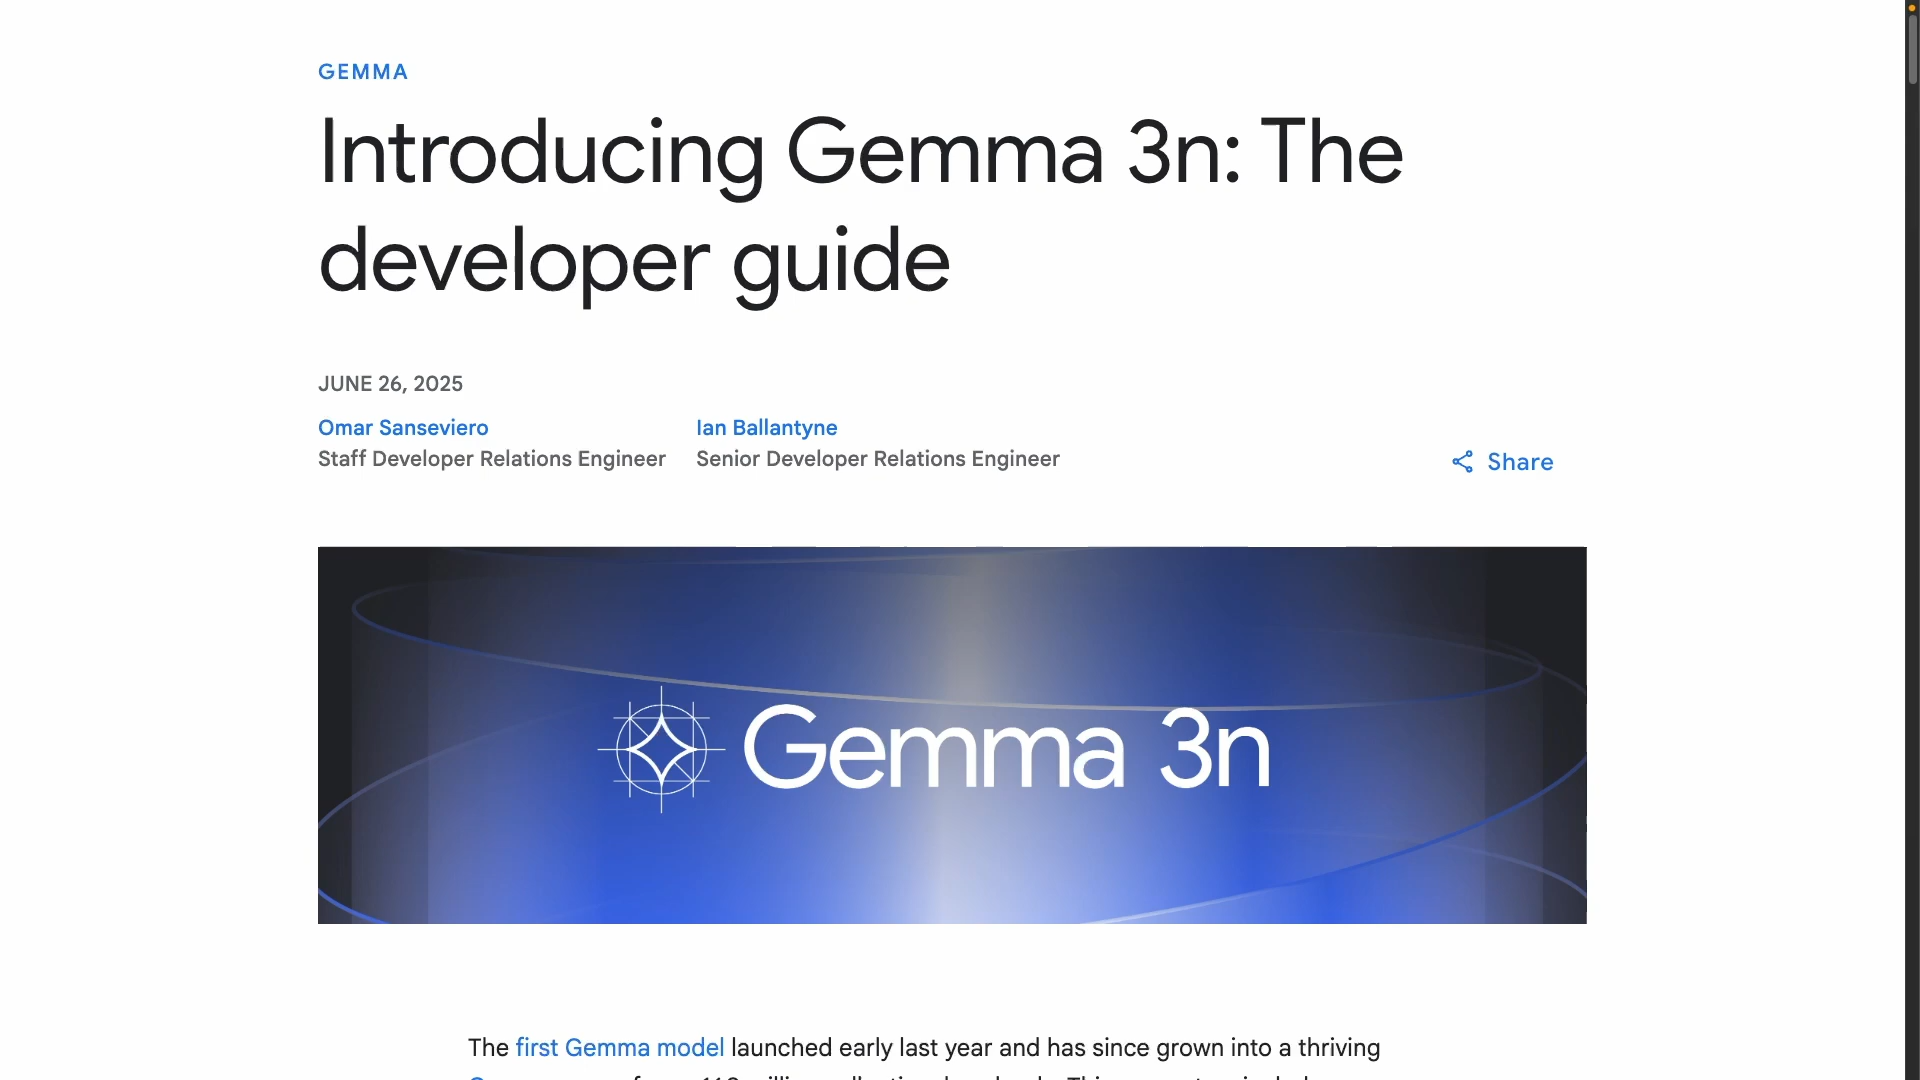 GEMMA
Introducing Gemma 3n: The
developer guide
JUNE 26, 2025
Omar Sanseviero
Staff Developer Relations Engineer
Ian Ballantyne
Senior Developer Relations Engineer
Share
Gemma 3n
The first Gemma model launched early last year and has since grown into a thriving